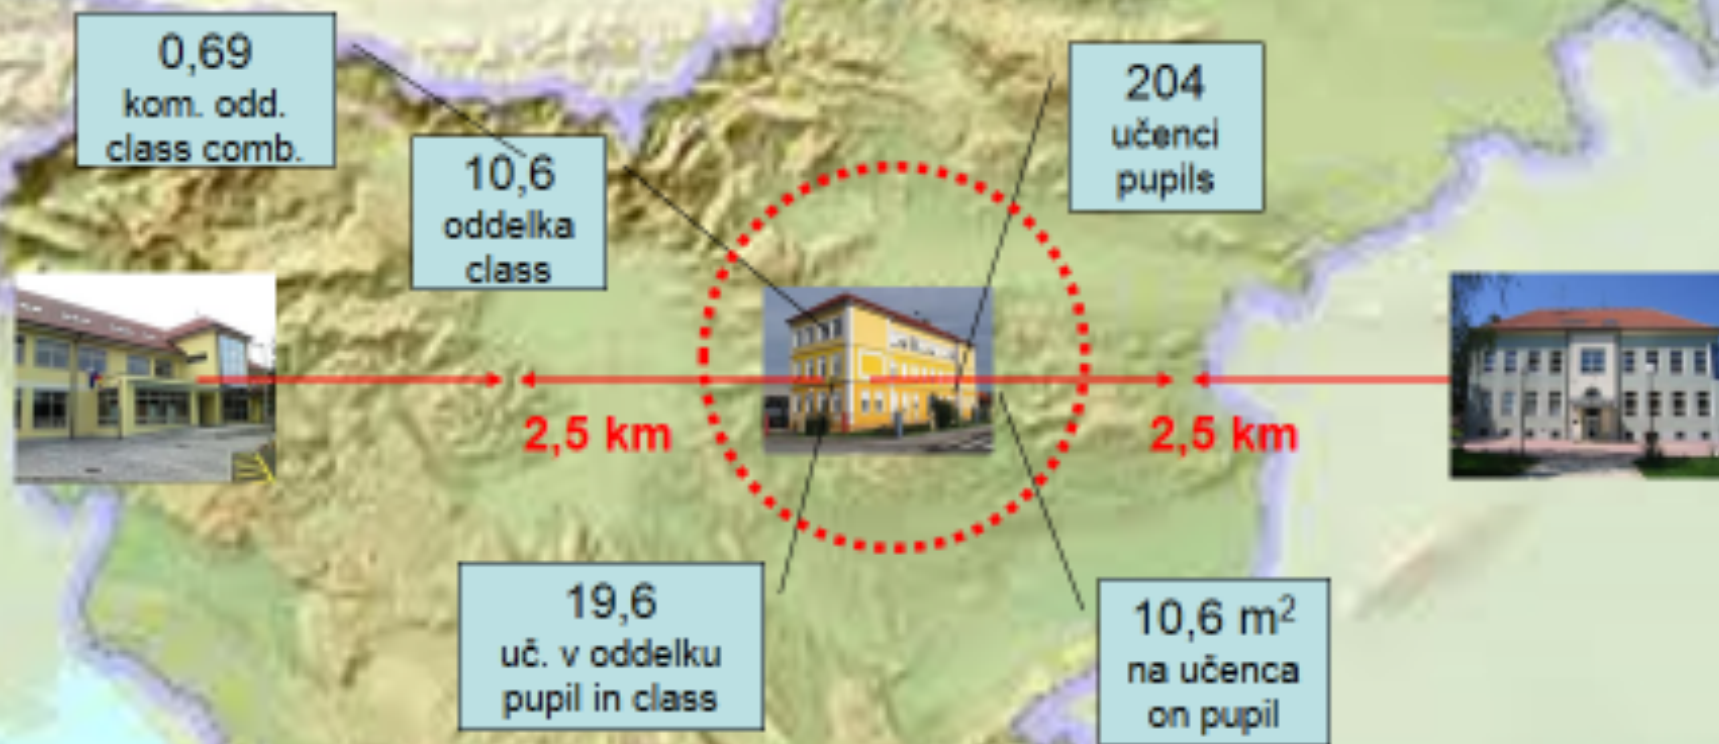 0,69
kom. odd.
class comb.
10,6
oddelka
class
204
učenci
pupils
2,5 km
2,5 km
19,6
uč. v oddelku
pupil in class
10,6 m²
na učenca
on pupil